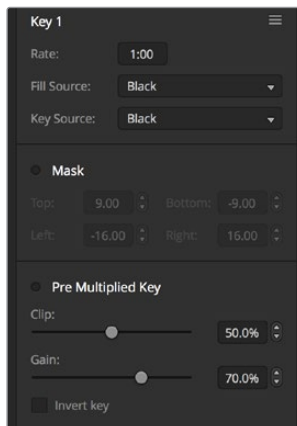 Key 1
Rate: 1:00
Fill Source: Black
Key Source: Black
Mask
Top: 9.00 Bottom: -9.00
Left: -16.00 Right: 16.00
Pre Multiplied Key
Clip:
50.0%
Gain:
70.0%
Invert key